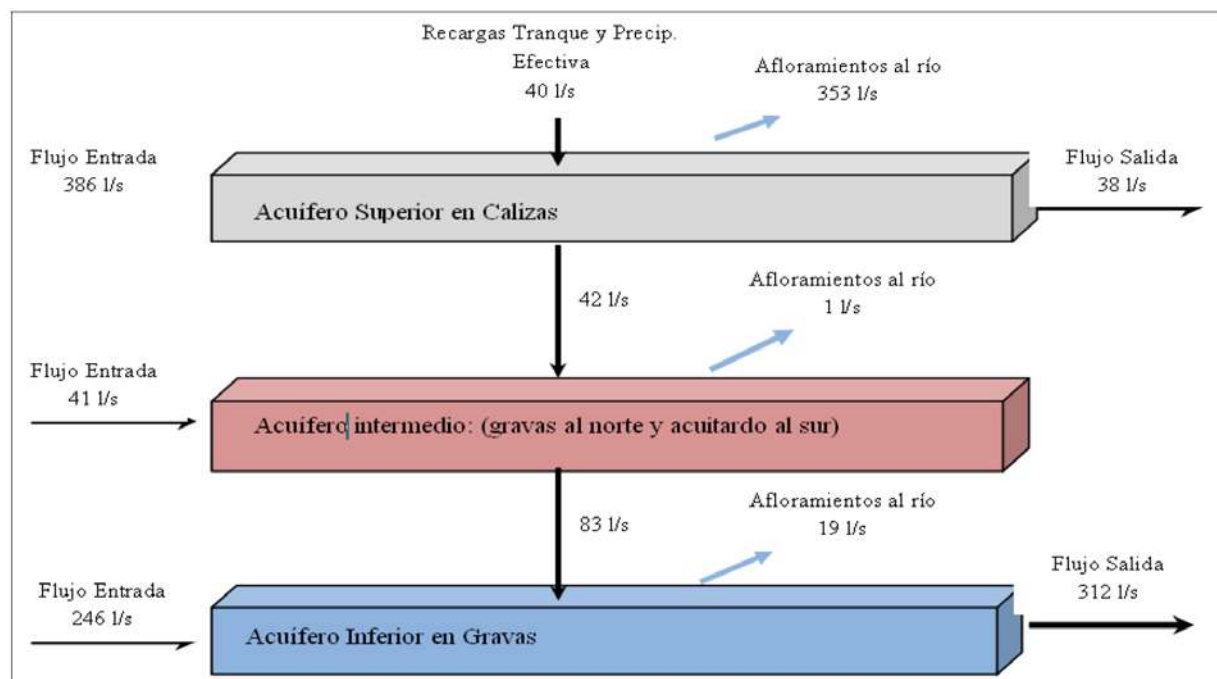 Recargas Tranque y Precip.
Efectiva
40 l/s
Afloramientos al río
353 l/s
Flujo Entrada
386 l/s
Flujo Salida
38 l/s
Acuífero Superior en Calizas
42 l/s
Afloramientos al río
1 l/s
Flujo Entrada
41 l/s
Acuífero intermedio: (gravas al norte y acuitardo al sur)
83 l/s
Afloramientos al río
19 l/s
Flujo Entrada
246 l/s
Flujo Salida
312 l/s
Acuífero Inferior en Gravas